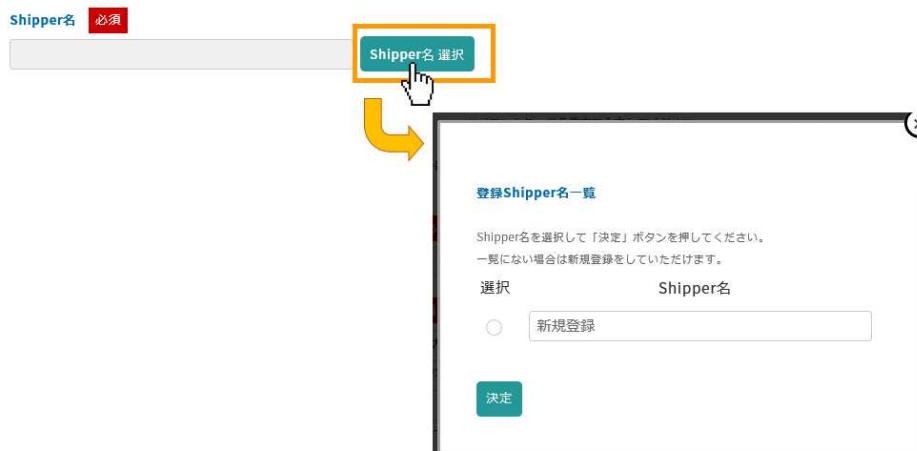 Shipper名 必須
Shipper名 選択
登録Shipper名一覧
Shipper名を選択して「決定」ボタンを押してください。
一覧にない場合は新規登録をしていただけます。
選択 Shipper名
新規登録
決定